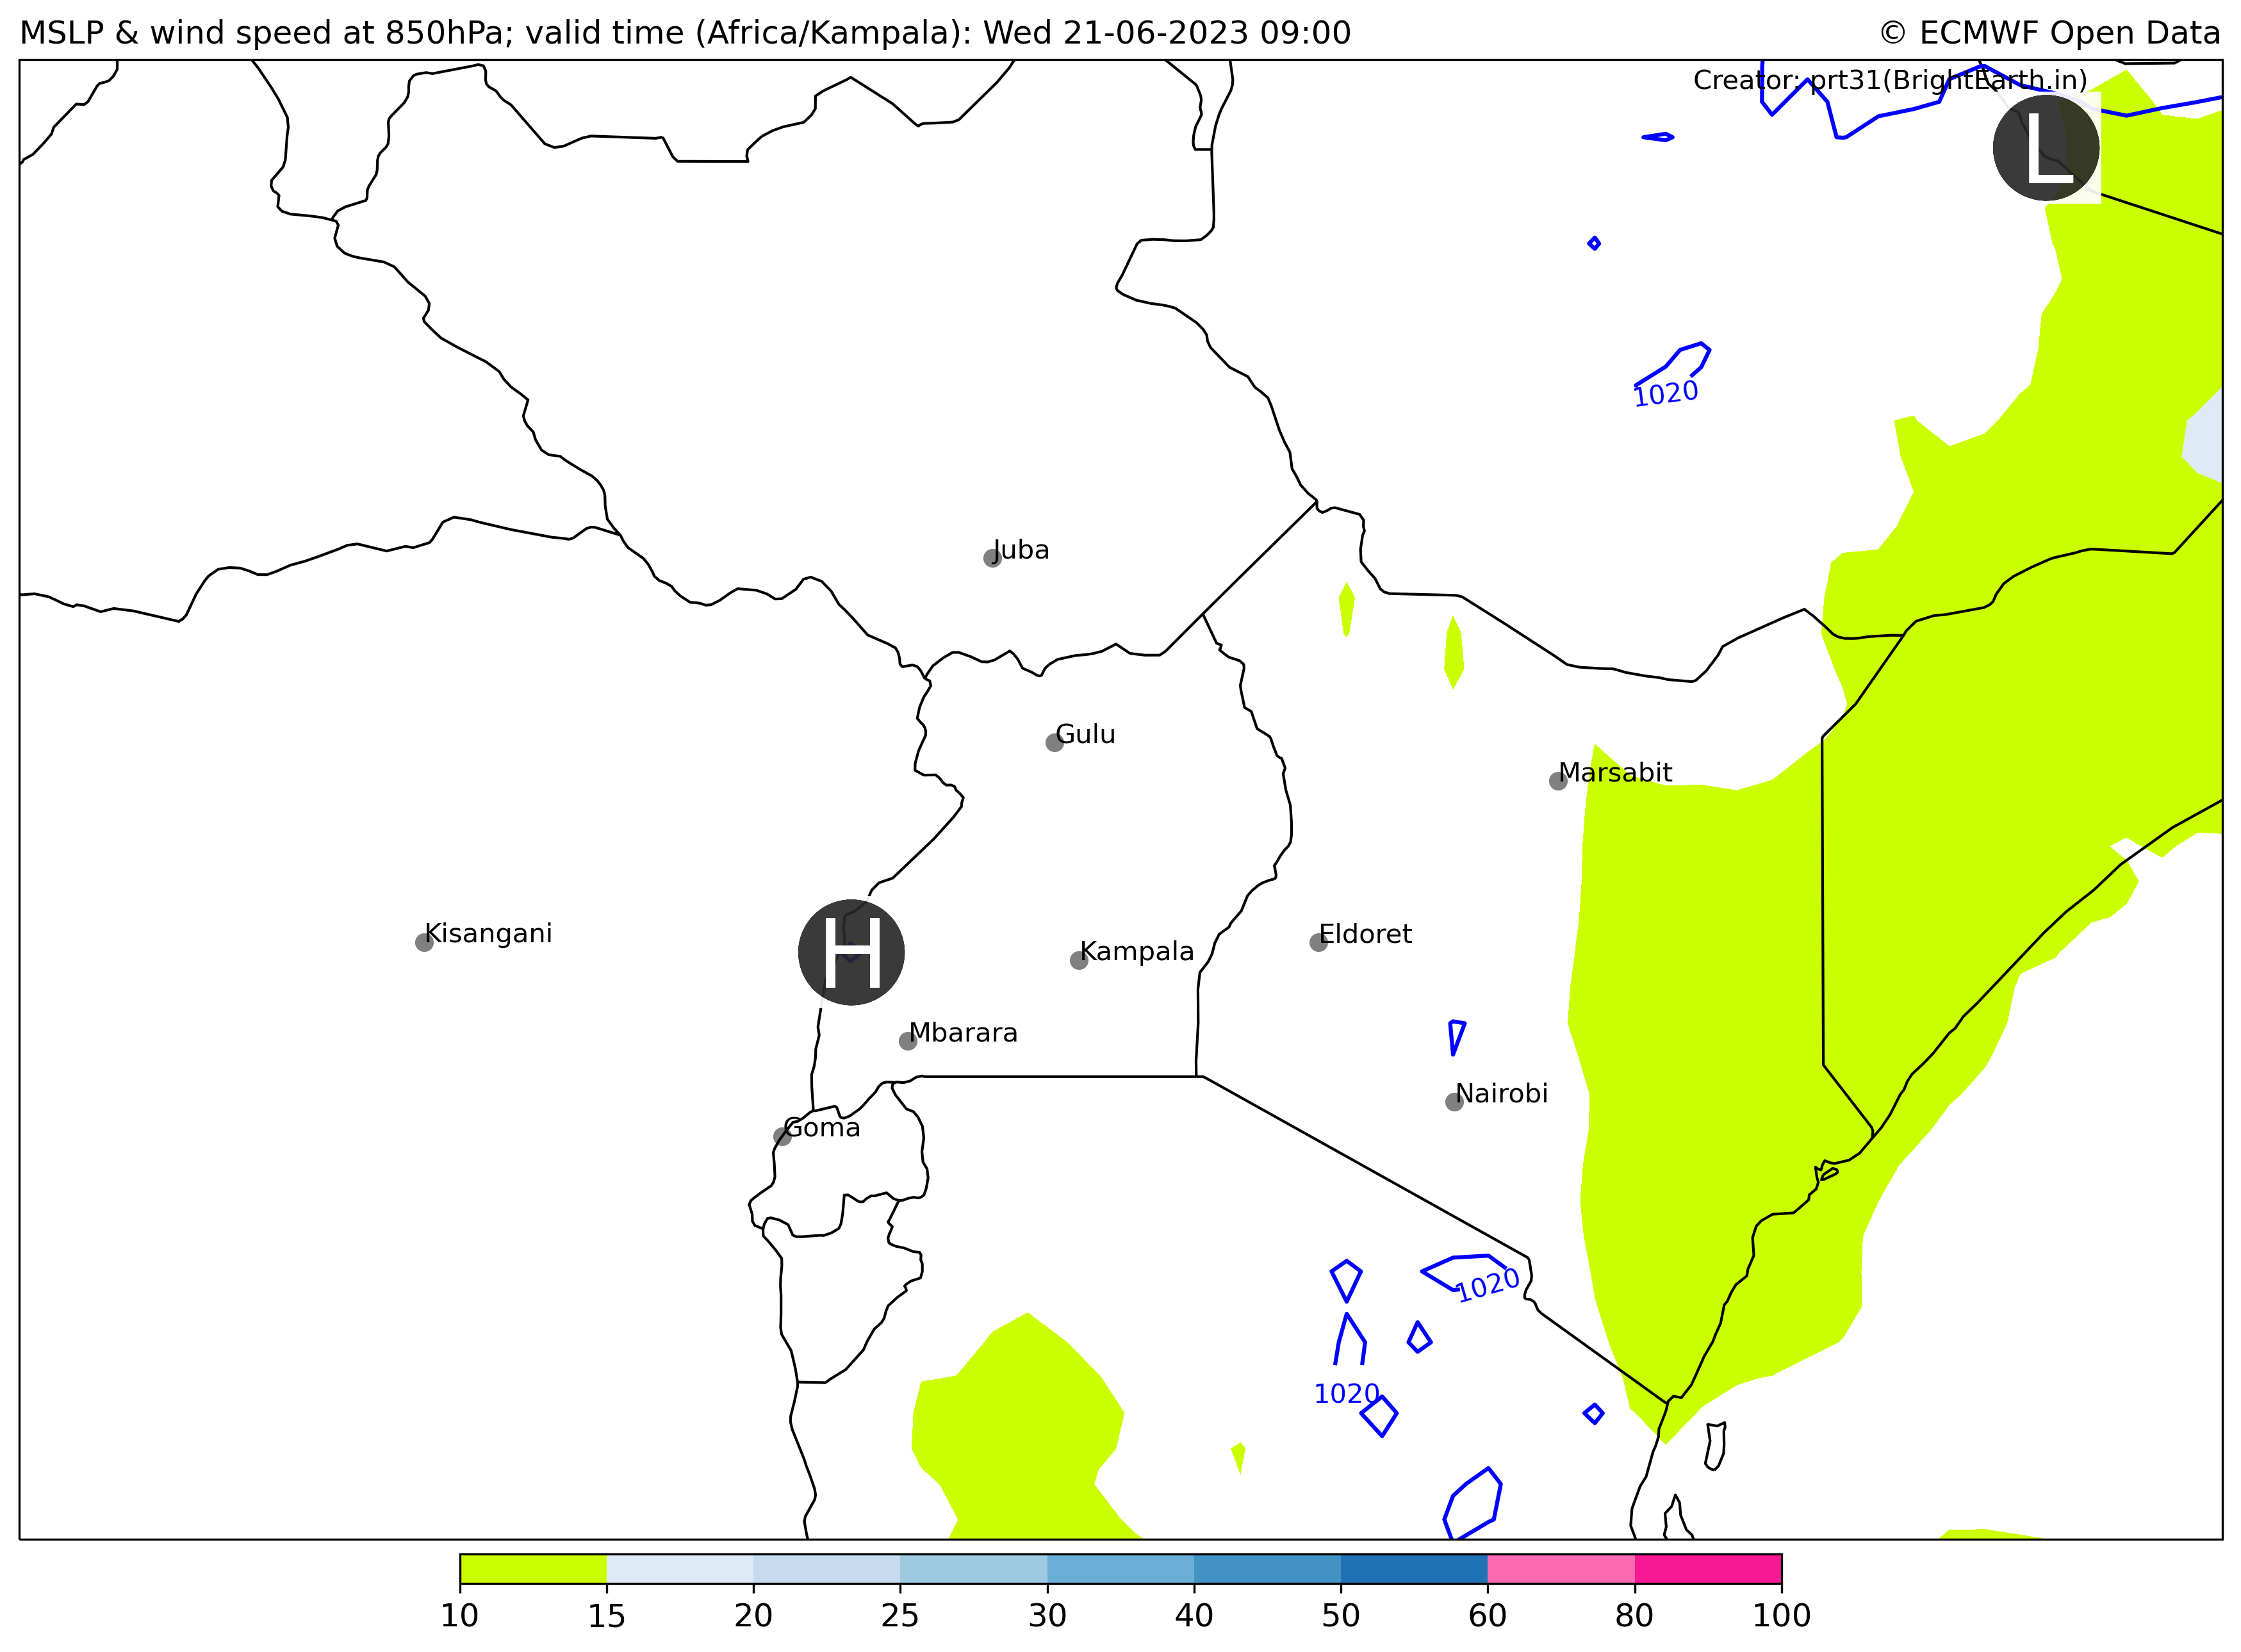 MSLP & wind speed at 850hPa; valid time (Africa/Kampala): Wed 21-06-2023 09:00
© ECMWF Open Data
Creator: prt31(BrightEarth.in)
L
1020
Juba
Gulu
Marsabit
Kisangani
H
Kampala
Eldoret
Mbarara
Nairobi
Goma
1020
1020
10 15 20 25 30 40 50 60 80 100